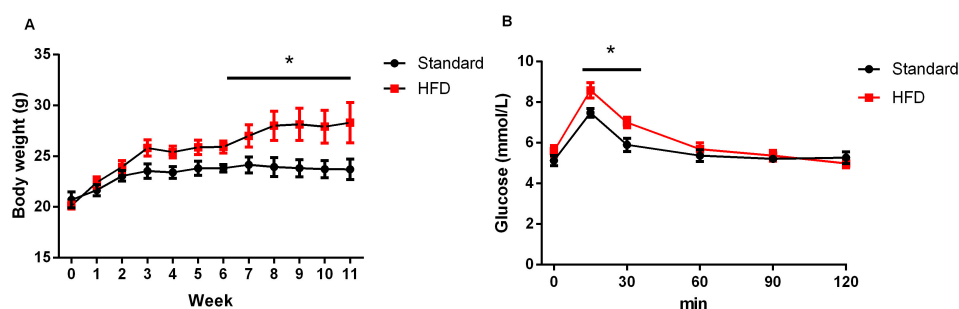 A
35
30
25
20
15
Body weight (g)
0 1 2 3 4 5 6 7 8 9 10 11
Week
*
Standard
HFD
B
10
8
6
4
2
0
Glucose (mmol/L)
0 30 60 90 120
min
*
Standard
HFD